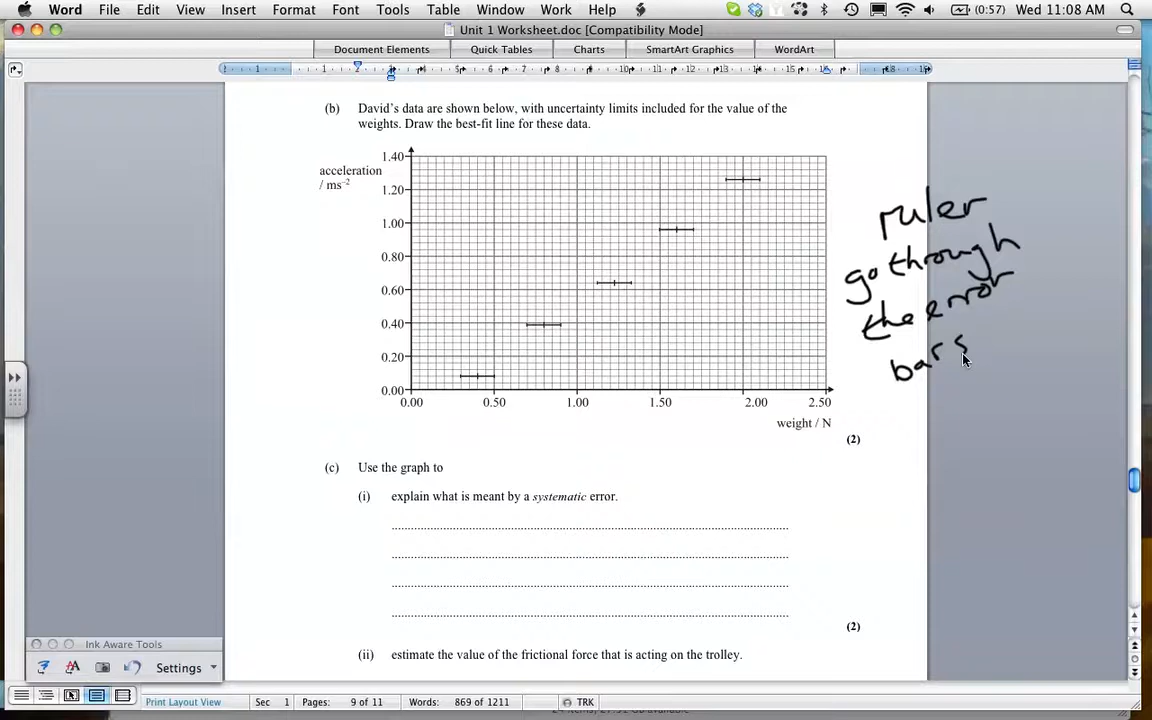 Word File Edit View Insert Format Font Tools Table Window Work Help (0:57) Wed 11:08 AM
Unit 1 Worksheet.doc [Compatibility Mode]
Document Elements Quick Tables Charts SmartArt Graphics WordArt
(b) David's data are shown below, with uncertainty limits included for the value of the
weights. Draw the best-fit line for these data.
acceleration
/ ms⁻²
1.40
1.20
1.00
0.80
0.60
0.40
0.20
0.00
0.00 0.50 1.00 1.50 2.00 2.50
weight / N
(2)
ruler
go through
the error
bars
(c) Use the graph to
(i) explain what is meant by a systematic error.
(2)
(ii) estimate the value of the frictional force that is acting on the trolley.
Ink Aware Tools
Settings
Print Layout View Sec 1 Pages: 9 of 11 Words: 869 of 1211 TRK